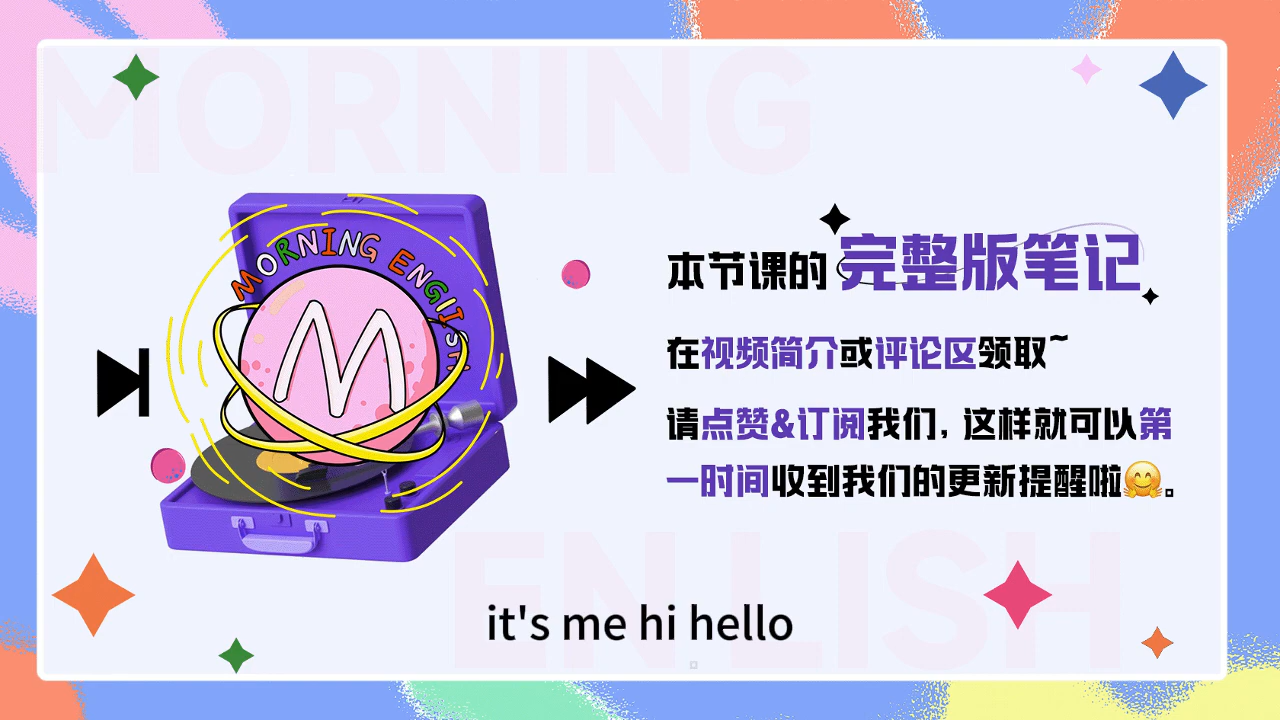 MORNING
MORNING ENGLISH
M
本节课的 完整版笔记
在视频简介或评论区领取~
请点赞&订阅我们, 这样就可以第
一时间收到我们的更新提醒啦🤗。
EN LISH
it's me hi hello